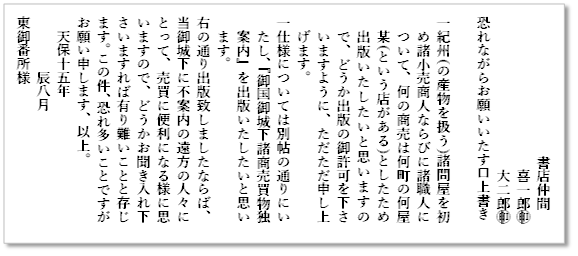 書店仲間
喜一郎㊞
大二郎㊞
恐れながらお願いいたす口上書き
一紀州(の産物を扱う)諸問屋を初
め諸小売商人ならびに諸職人に
ついて、何の商売は何町の何屋
某(という店がある)としたため
出版いたしたいと思いますの
で、どうか出版の御許可を下さ
いますように、ただただ申し上
げます。
一仕様については別帖の通りにい
たし、『御国御城下諸商売買物独
案内』を出版いたしたいと思い
ます。
右の通り出版致しましたならば、
当御城下に不案内の遠方の人々に
とって、売買に便利になる様に思
いますので、どうかお聞き入れ下
さいますれば有り難いことと存じ
ます。この件、恐れ多いことですが
お願い申します、以上。
天保十五年
辰八月
東御番所様